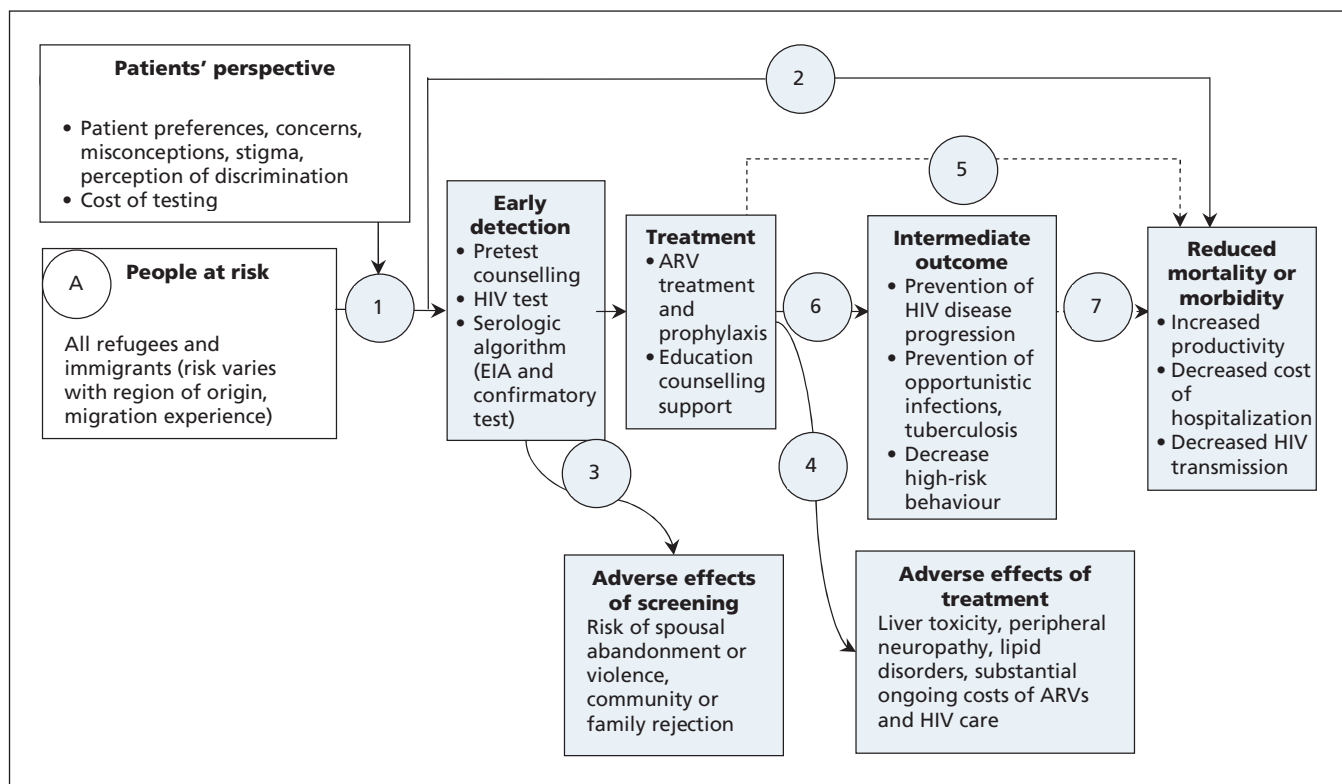 Patients’ perspective
• Patient preferences, concerns,
misconceptions, stigma,
perception of discrimination
• Cost of testing
A
People at risk
All refugees and
immigrants (risk varies
with region of origin,
migration experience)
1
2
Early
detection
• Pretest
counselling
• HIV test
• Serologic
algorithm
(EIA and
confirmatory
test)
3
Adverse effects
of screening
Risk of spousal
abandonment or
violence,
community or
family rejection
Treatment
• ARV
treatment
and
prophylaxis
• Education
counselling
support
5
6
4
Adverse effects of
treatment
Liver toxicity, peripheral
neuropathy, lipid
disorders, substantial
ongoing costs of ARVs
and HIV care
Intermediate
outcome
• Prevention of
HIV disease
progression
• Prevention of
opportunistic
infections,
tuberculosis
• Decrease
high-risk
behaviour
7
Reduced
mortality or
morbidity
• Increased
productivity
• Decreased cost
of
hospitalization
• Decreased HIV
transmission